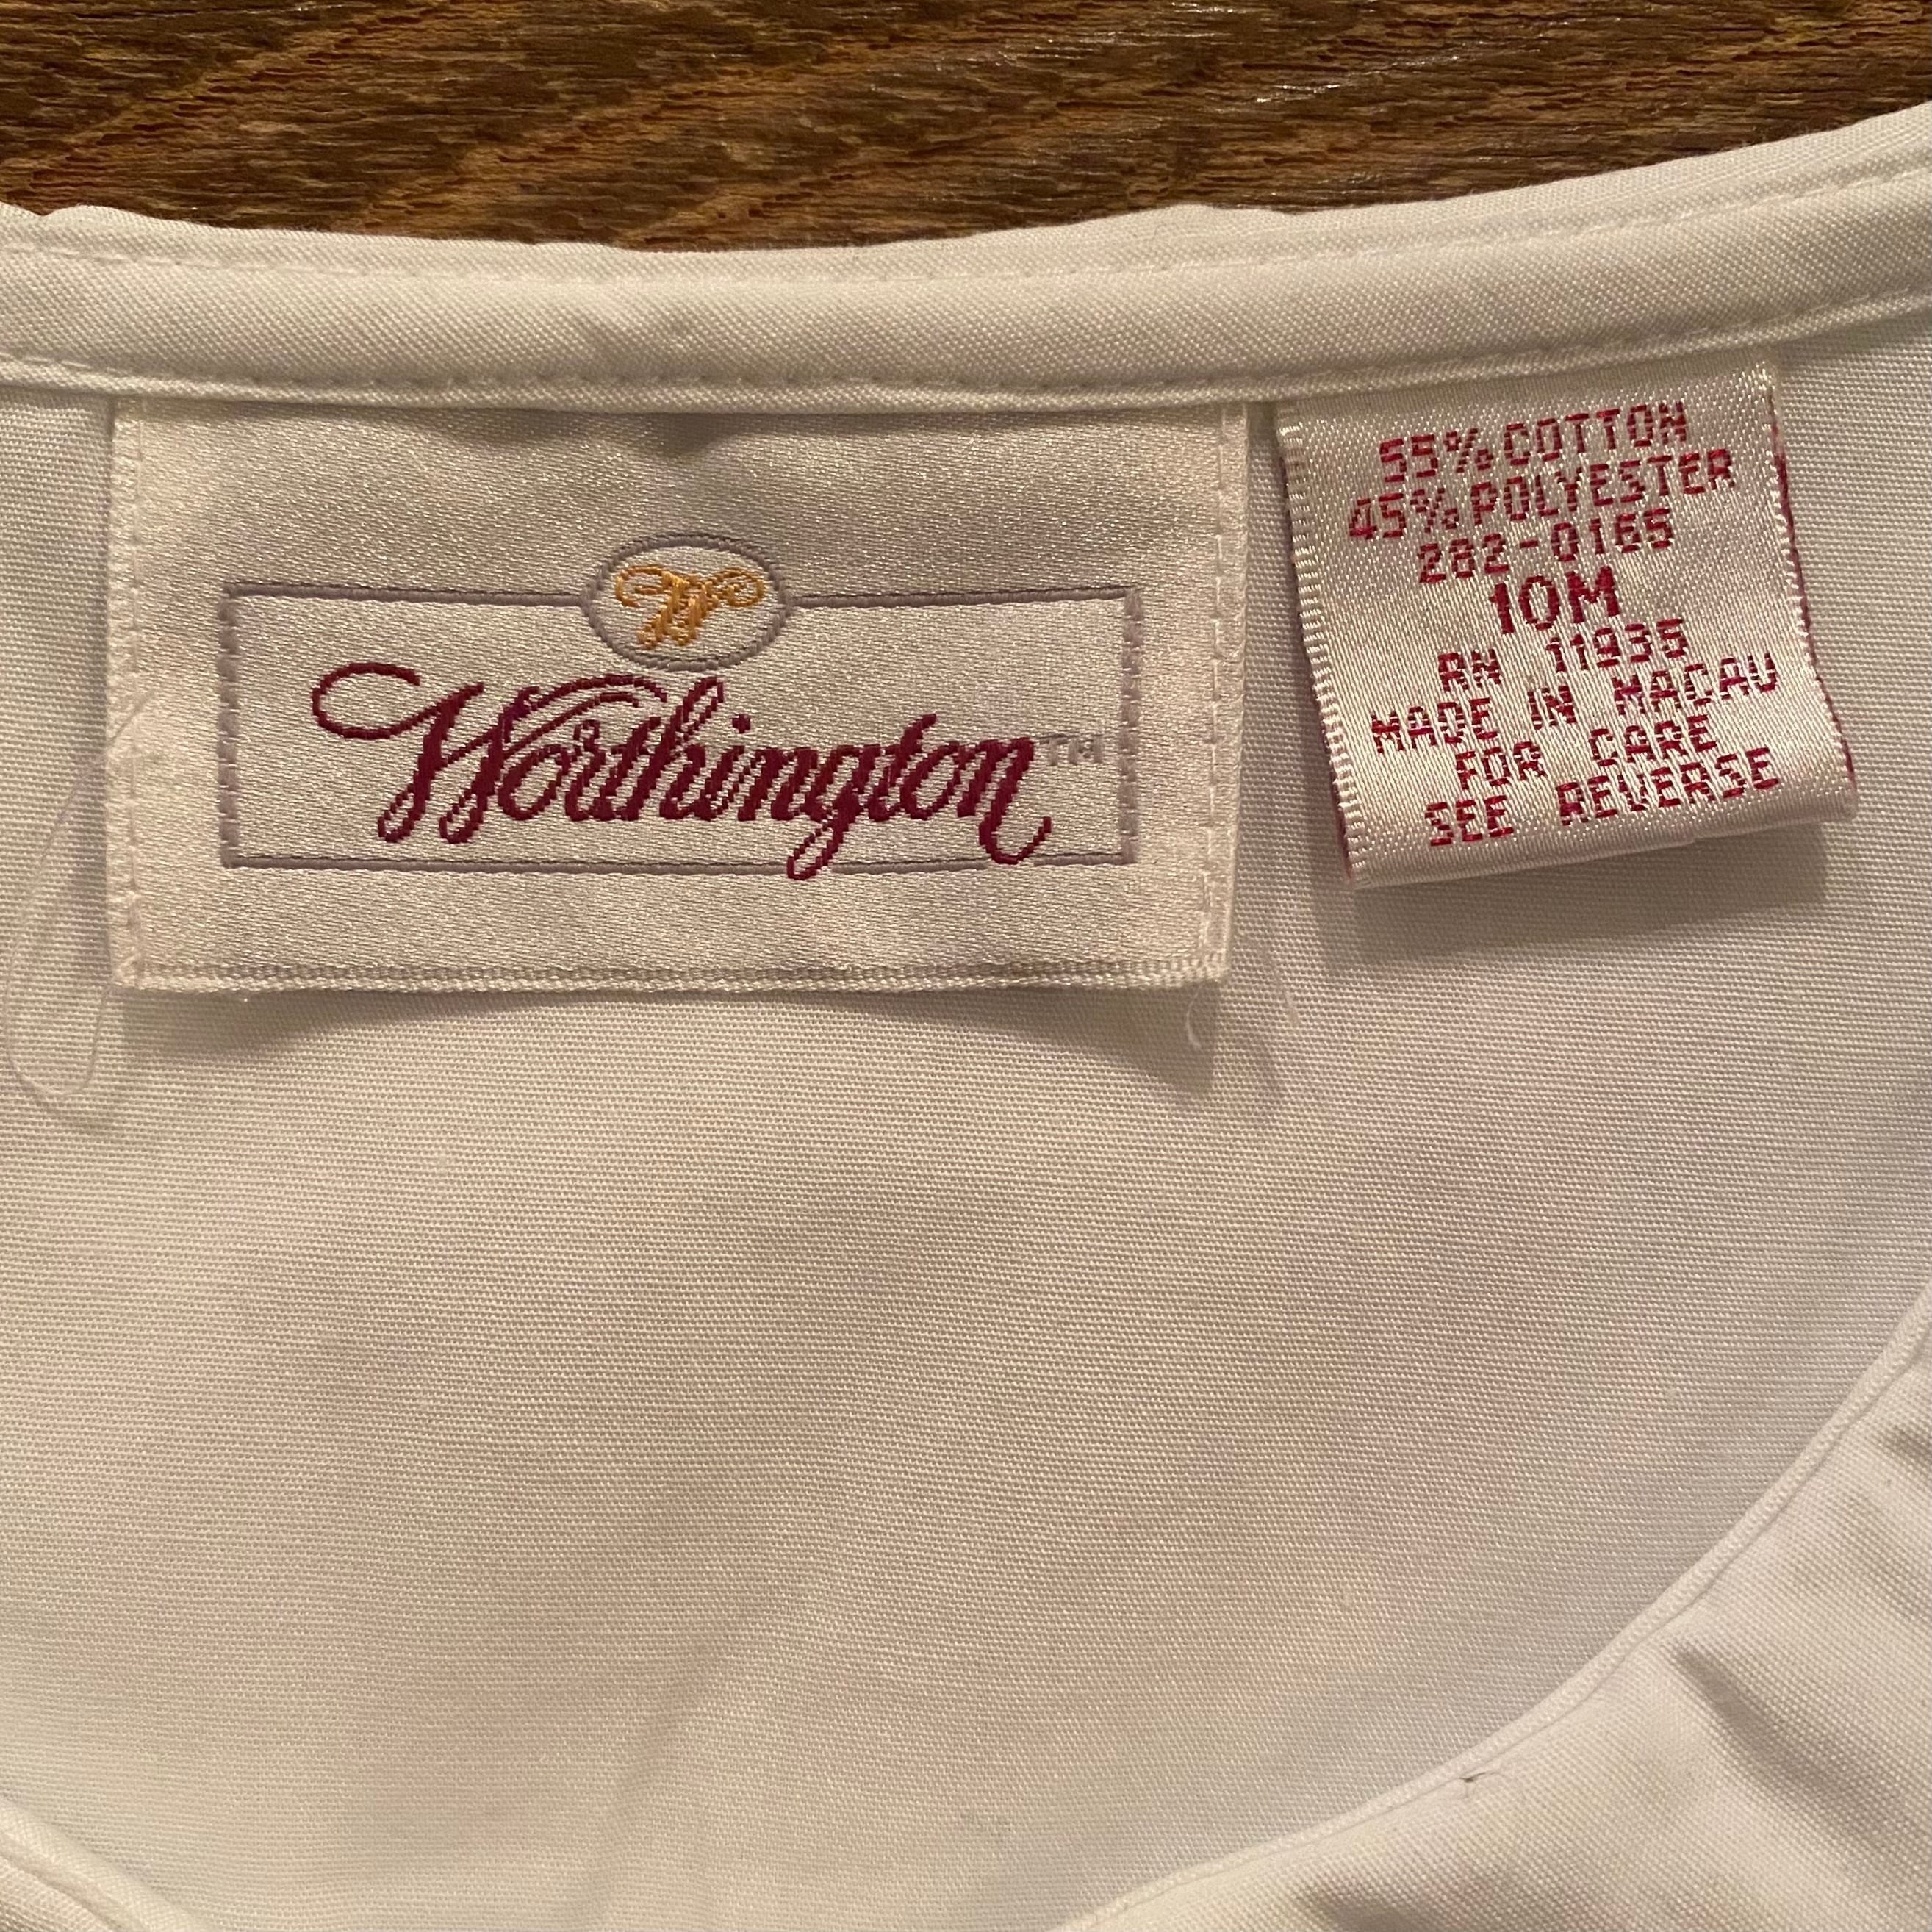 W
Worthington™
55% COTTON
45% POLYESTER
282-0165
10M
RN 11935
MADE IN MACAU
FOR CARE
SEE REVERSE